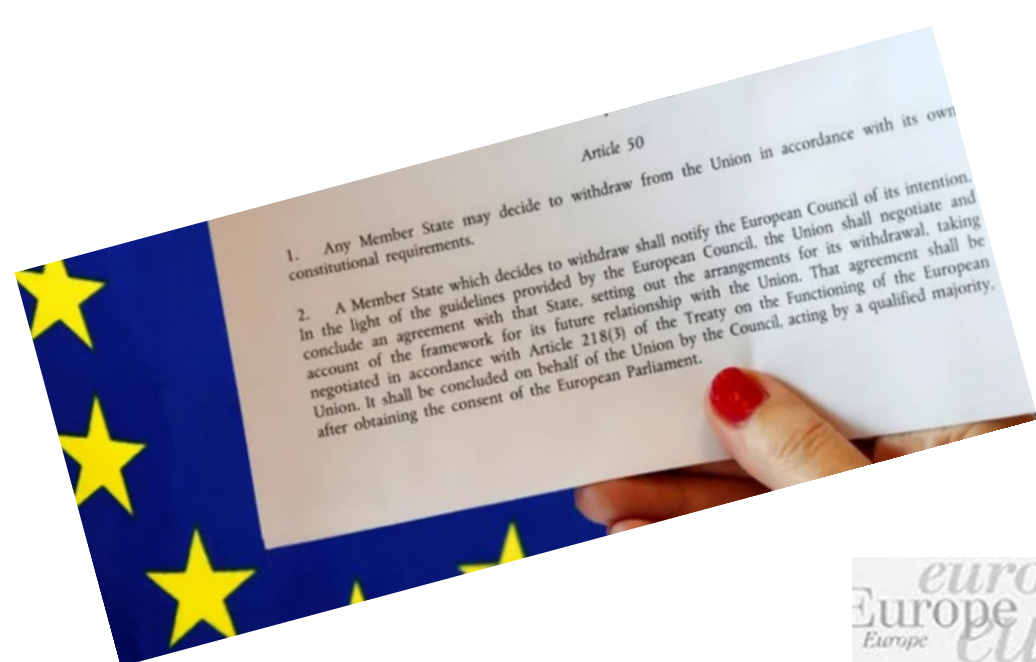 Article 50
1. Any Member State may decide to withdraw from the Union in accordance with its own
constitutional requirements.
2. A Member State which decides to withdraw shall notify the European Council of its intention.
In the light of the guidelines provided by the European Council, the Union shall negotiate and
conclude an agreement with that State, setting out the arrangements for its withdrawal, taking
account of the framework for its future relationship with the Union. That agreement shall be
negotiated in accordance with Article 218(3) of the Treaty on the Functioning of the European
Union. It shall be concluded on behalf of the Union by the Council, acting by a qualified majority,
after obtaining the consent of the European Parliament.
euro
Europe
Europe
eu